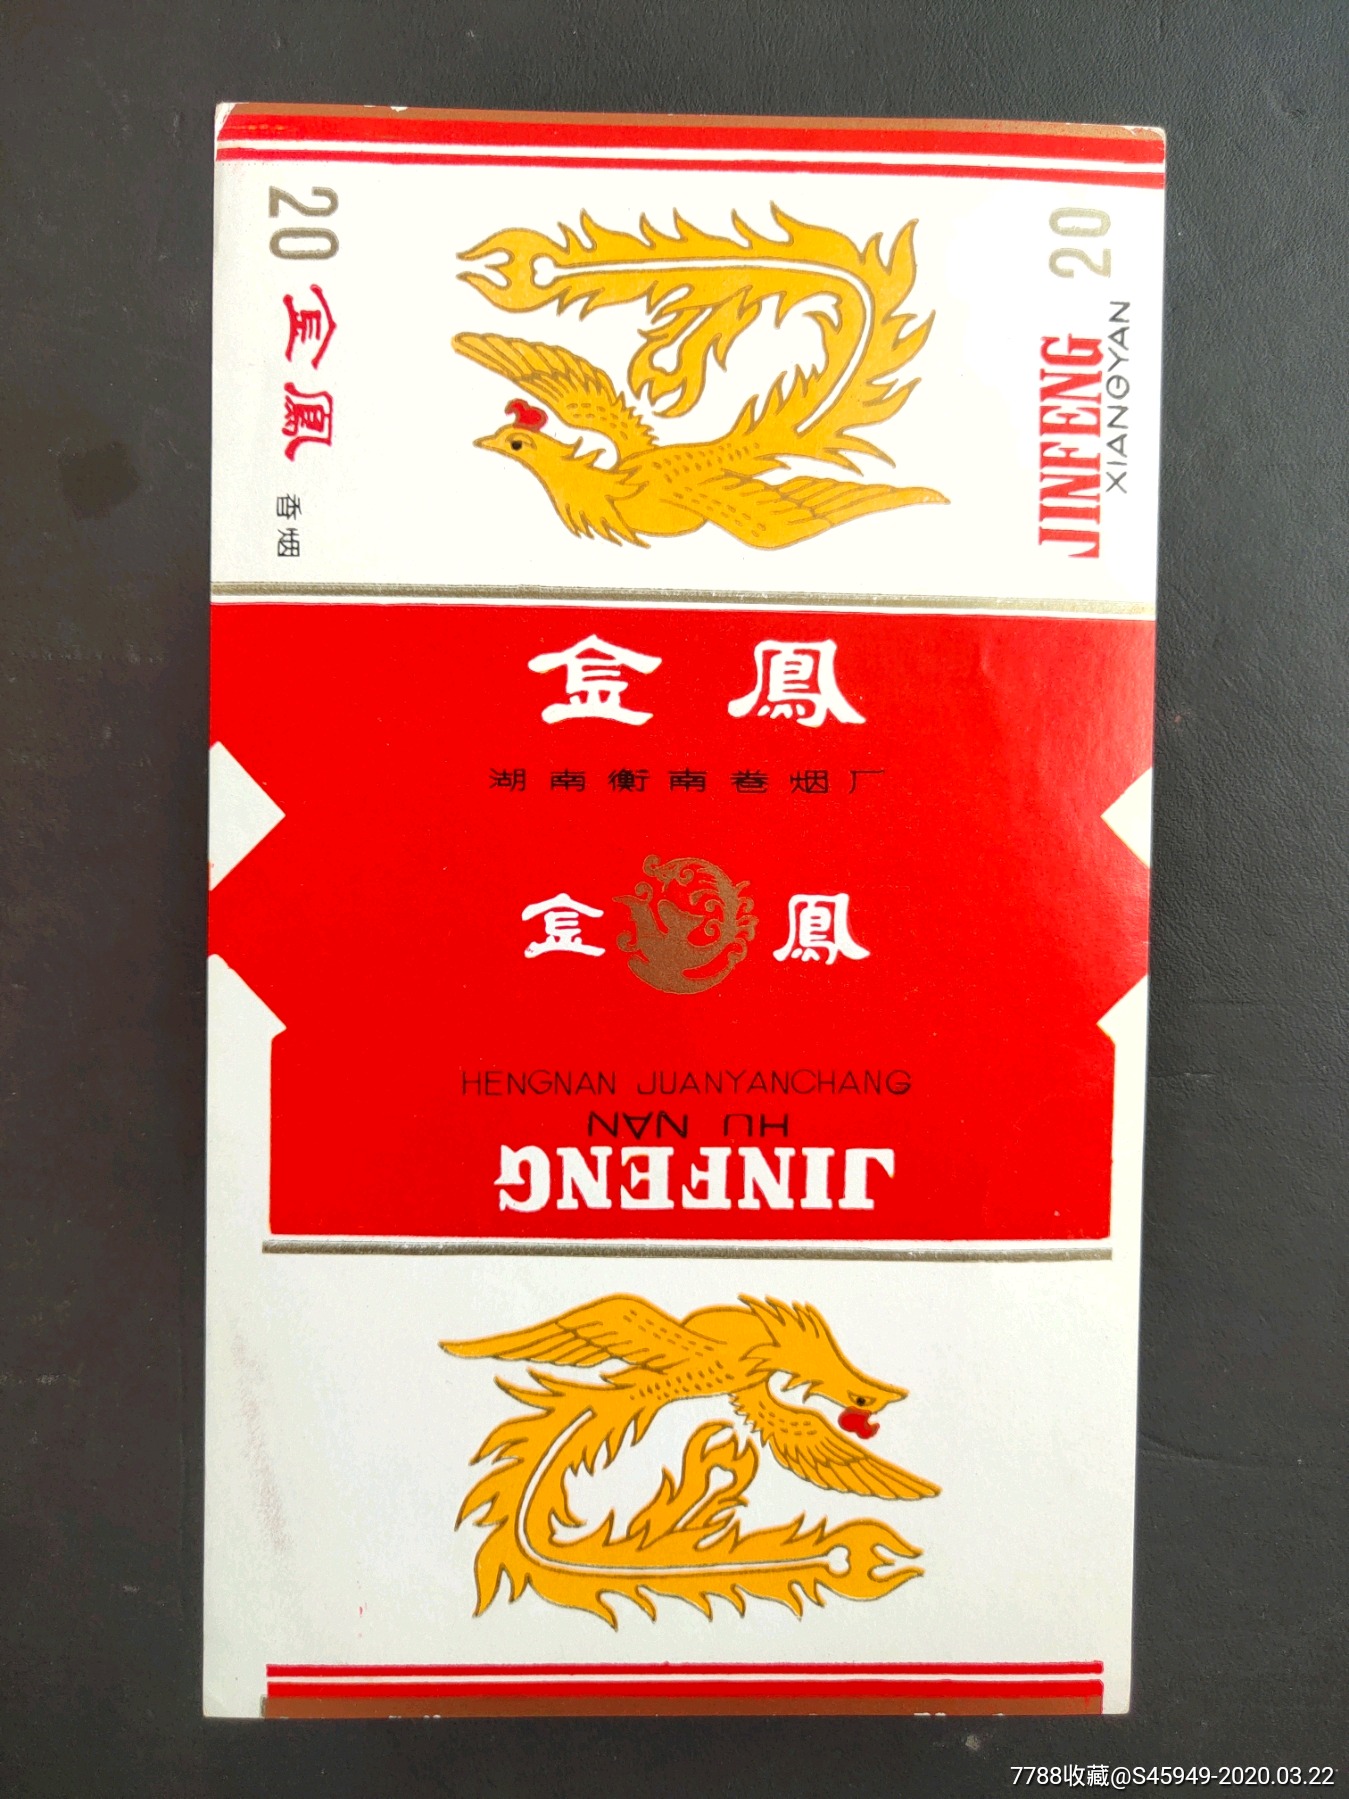 20 金鳳 香烟
20
JINFENG
XIANGYAN
金鳳
湖南衡南卷烟厂
金鳳
HENGNAN JUANYANCHANG
HU NAN
JINFENG
7788收藏@S45949-2020.03.22